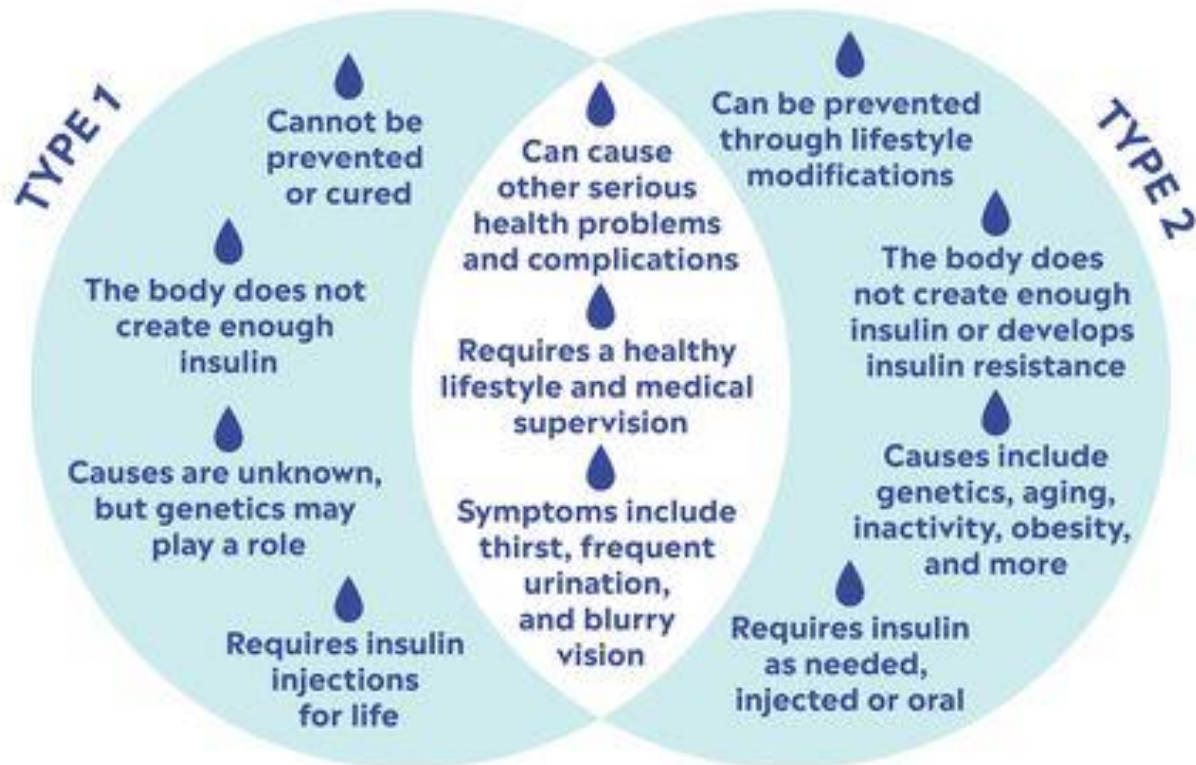 TYPE 1
Cannot be
prevented
or cured
The body does not
create enough
insulin
Causes are unknown,
but genetics may
play a role
Requires insulin
injections
for life
Can cause
other serious
health problems
and complications
Requires a healthy
lifestyle and medical
supervision
Symptoms include
thirst, frequent
urination,
and blurry
vision
TYPE 2
Can be prevented
through lifestyle
modifications
The body does
not create enough
insulin or develops
insulin resistance
Causes include
genetics, aging,
inactivity, obesity,
and more
Requires insulin
as needed,
injected or oral